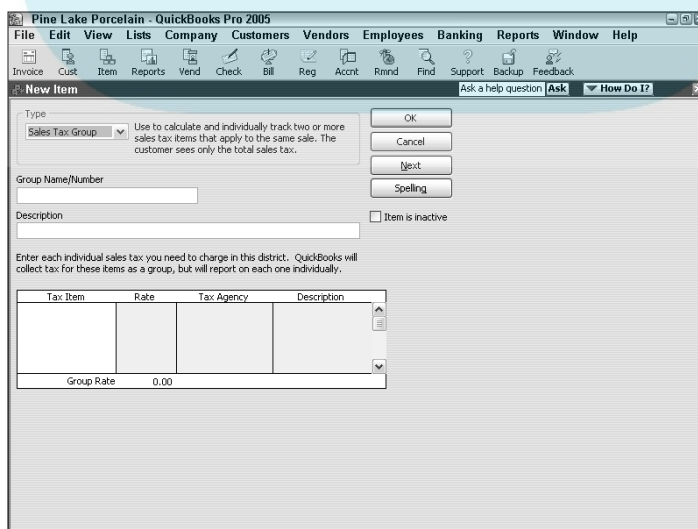 Pine Lake Porcelain - QuickBooks Pro 2005
File Edit View Lists Company Customers Vendors Employees Banking Reports Window Help
Invoice Cust Item Reports Vend Check Bill Reg Accnt Rmnd Find Support Backup Feedback
New Item Ask a help question Ask How Do I?
Type
Sales Tax Group
Use to calculate and individually track two or more
sales tax items that apply to the same sale. The
customer sees only the total sales tax.
OK
Cancel
Next
Spelling
Group Name/Number
Description
Item is inactive
Enter each individual sales tax you need to charge in this district. QuickBooks will
collect tax for these items as a group, but will report on each one individually.
Tax Item Rate Tax Agency Description
Group Rate 0.00